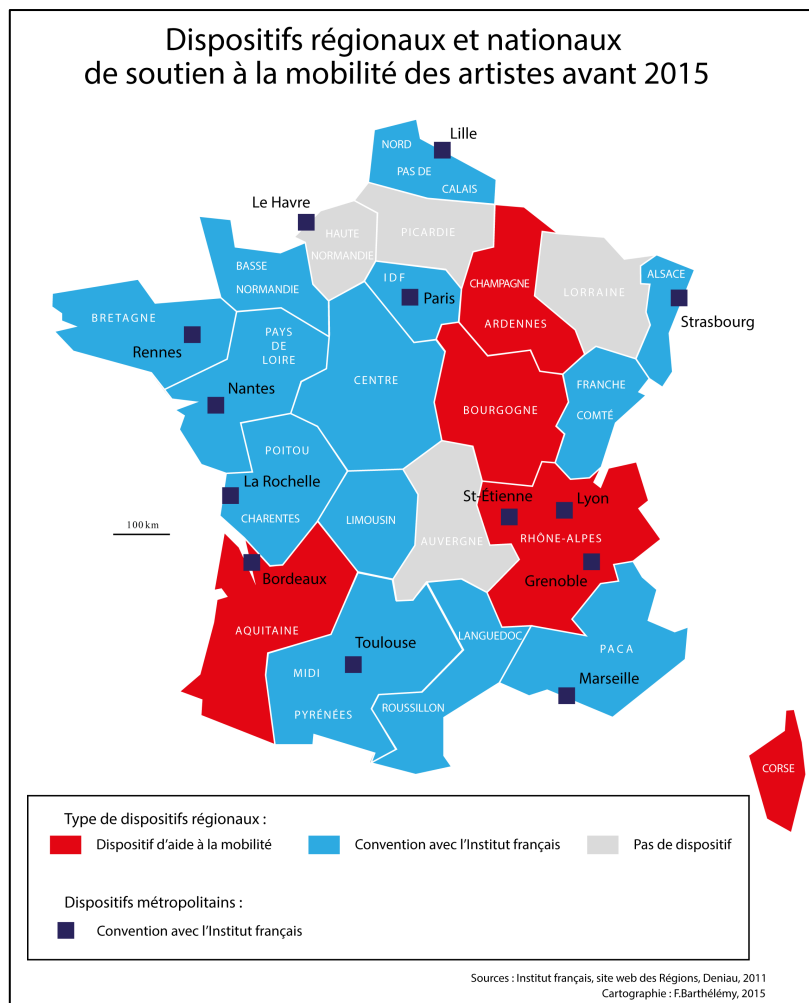 Dispositifs régionaux et nationaux
de soutien à la mobilité des artistes avant 2015
Lille
NORD
PAS DE
CALAIS
Le Havre
HAUTE
NORMANDIE
PICARDIE
BASSE
NORMANDIE
IDF
Paris
CHAMPAGNE
ARDENNES
LORRAINE
ALSACE
Strasbourg
BRETAGNE
Rennes
PAYS
DE
LOIRE
Nantes
CENTRE
BOURGOGNE
FRANCHE
COMTÉ
POITOU
La Rochelle
CHARENTES
LIMOUSIN
AUVERGNE
St-Étienne
Lyon
RHÔNE-ALPES
Grenoble
100 km
Bordeaux
AQUITAINE
Toulouse
MIDI
PYRÉNÉES
LANGUEDOC
ROUSSILLON
PACA
Marseille
CORSE
Type de dispositifs régionaux :
Dispositif d'aide à la mobilité
Convention avec l'Institut français
Pas de dispositif
Dispositifs métropolitains :
Convention avec l'Institut français
Sources : Institut français, site web des Régions, Deniau, 2011
Cartographie : F.Barthélémy, 2015